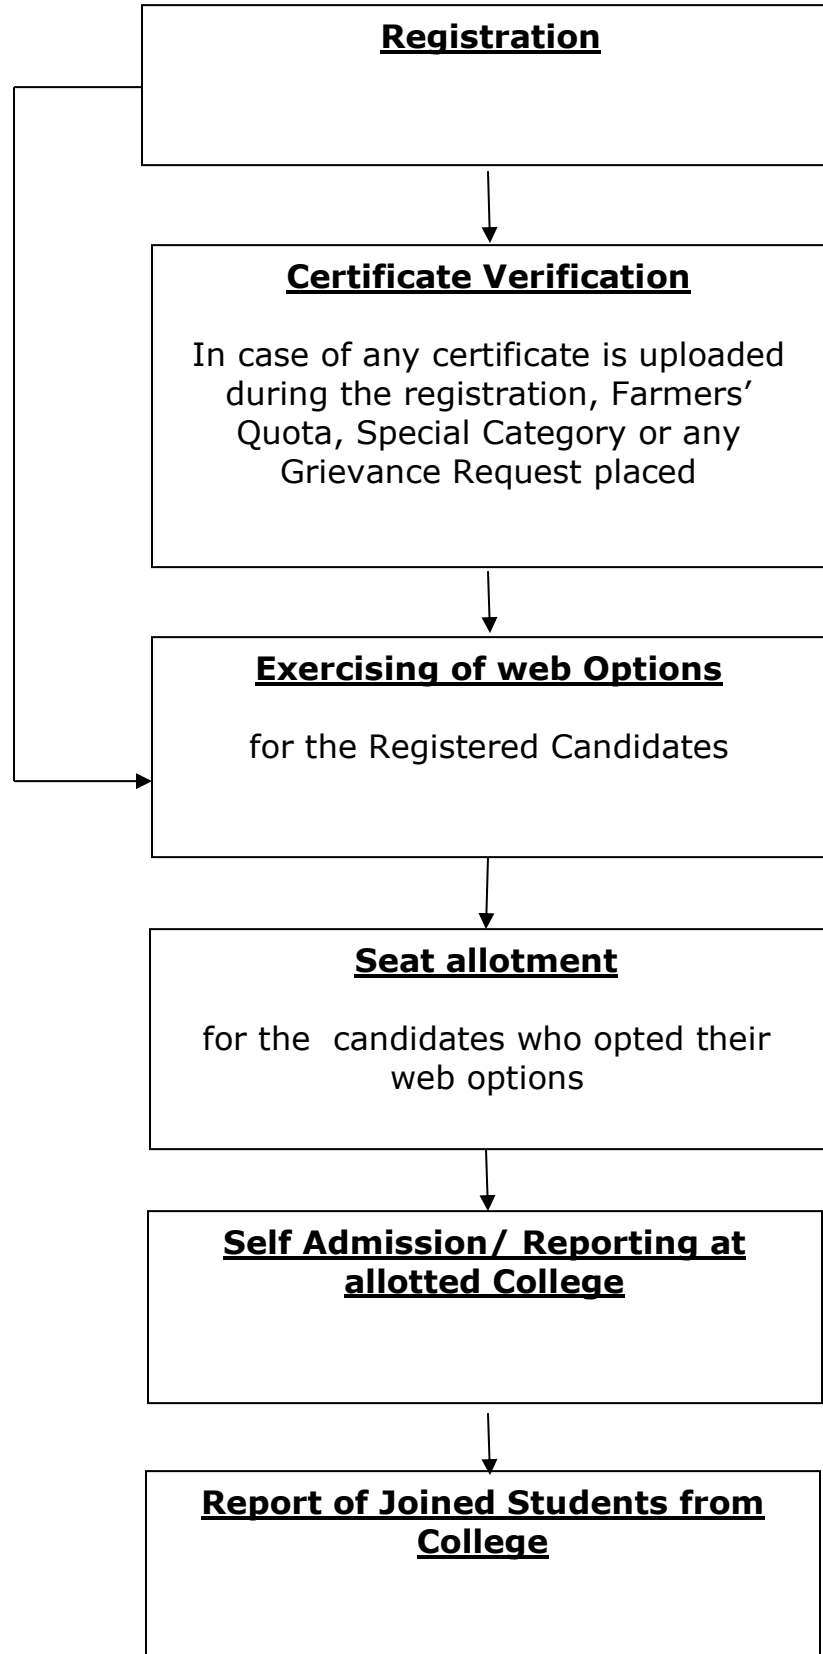 Registration
Certificate Verification
In case of any certificate is uploaded
during the registration, Farmers’
Quota, Special Category or any
Grievance Request placed
Exercising of web Options
for the Registered Candidates
Seat allotment
for the  candidates who opted their
web options
Self Admission/ Reporting at
allotted College
Report of Joined Students from
College